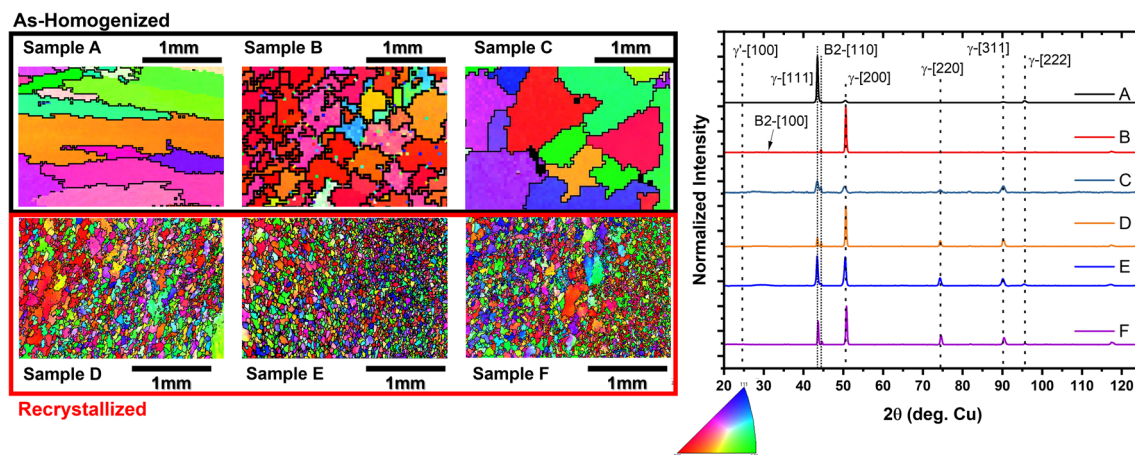 As-Homogenized
Sample A
1mm
Sample B
1mm
Sample C
1mm
Sample D
1mm
Sample E
1mm
Sample F
1mm
Recrystallized
γ'-[100]
B2-[110]
γ-[311]
γ-[111]
γ-[200]
γ-[220]
γ-[222]
B2-[100]
A
B
C
D
E
F
Normalized Intensity
20 30 40 50 60 70 80 90 100 110 120
2θ (deg. Cu)
111